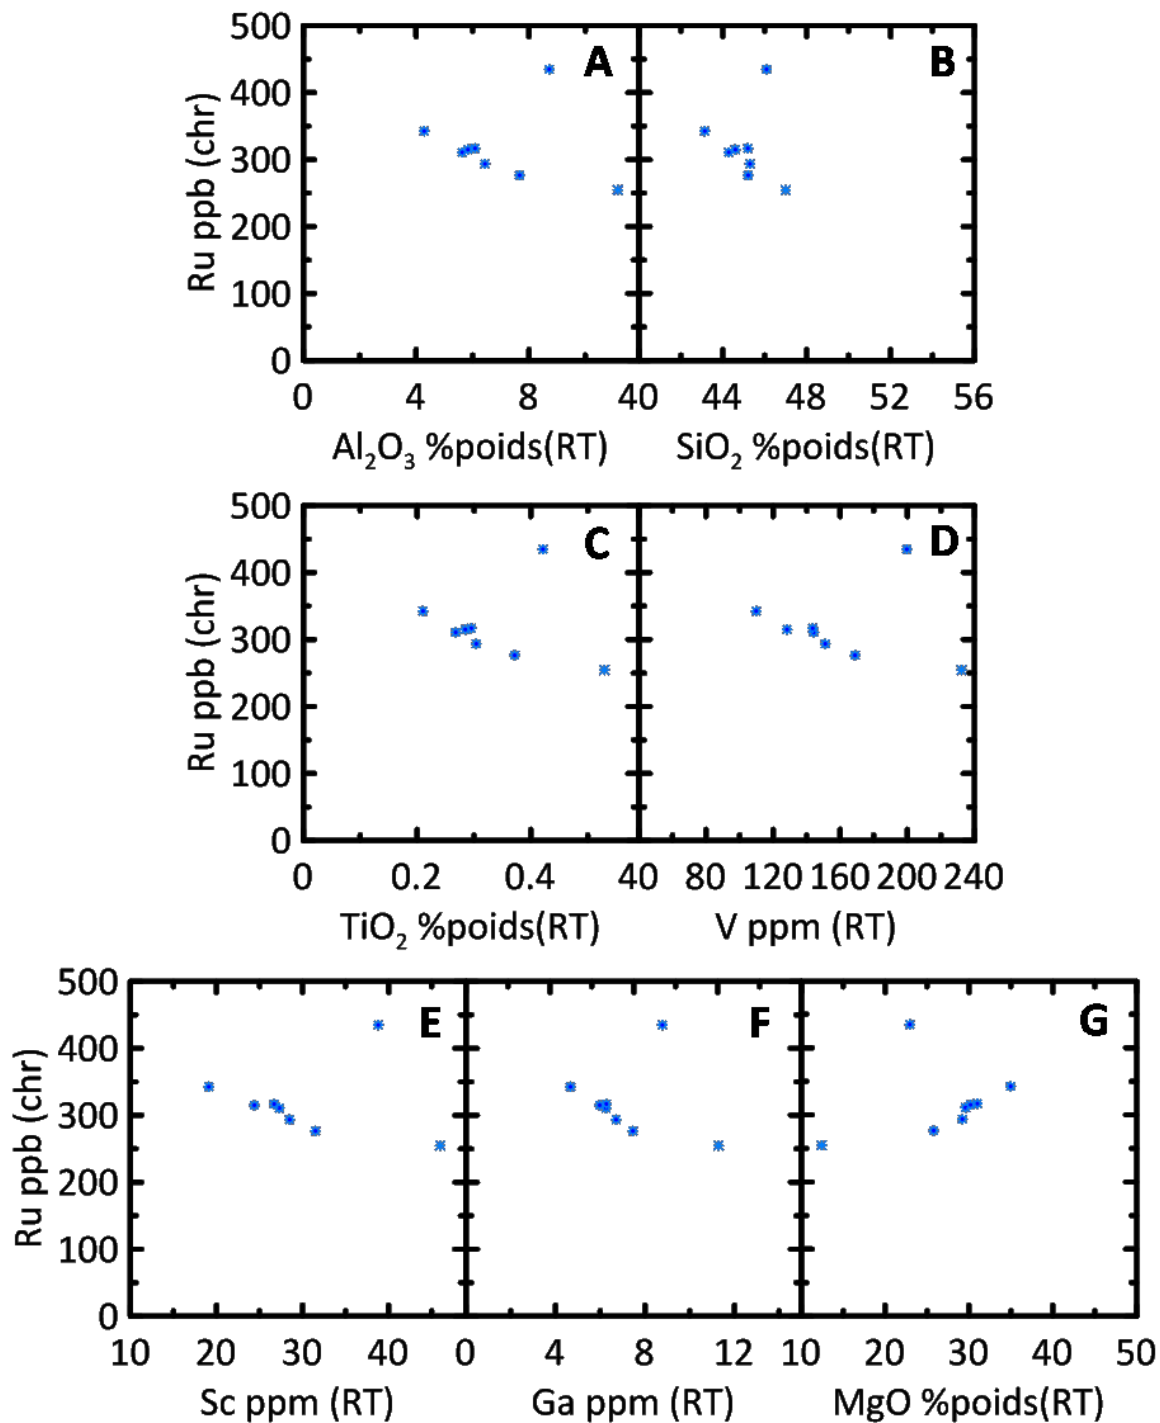 500
400
300
200
100
0
Ru ppb (chr)
A
B
0 4 8 40 44 48 52 56
Al₂O₃ %poids(RT) SiO₂ %poids(RT)
500
400
300
200
100
0
Ru ppb (chr)
C
D
0 0.2 0.4 40 80 120 160 200 240
TiO₂ %poids(RT) V ppm (RT)
500
400
300
200
100
0
Ru ppb (chr)
E
F
G
10 20 30 40 0 4 8 12 10 20 30 40 50
Sc ppm (RT) Ga ppm (RT) MgO %poids(RT)